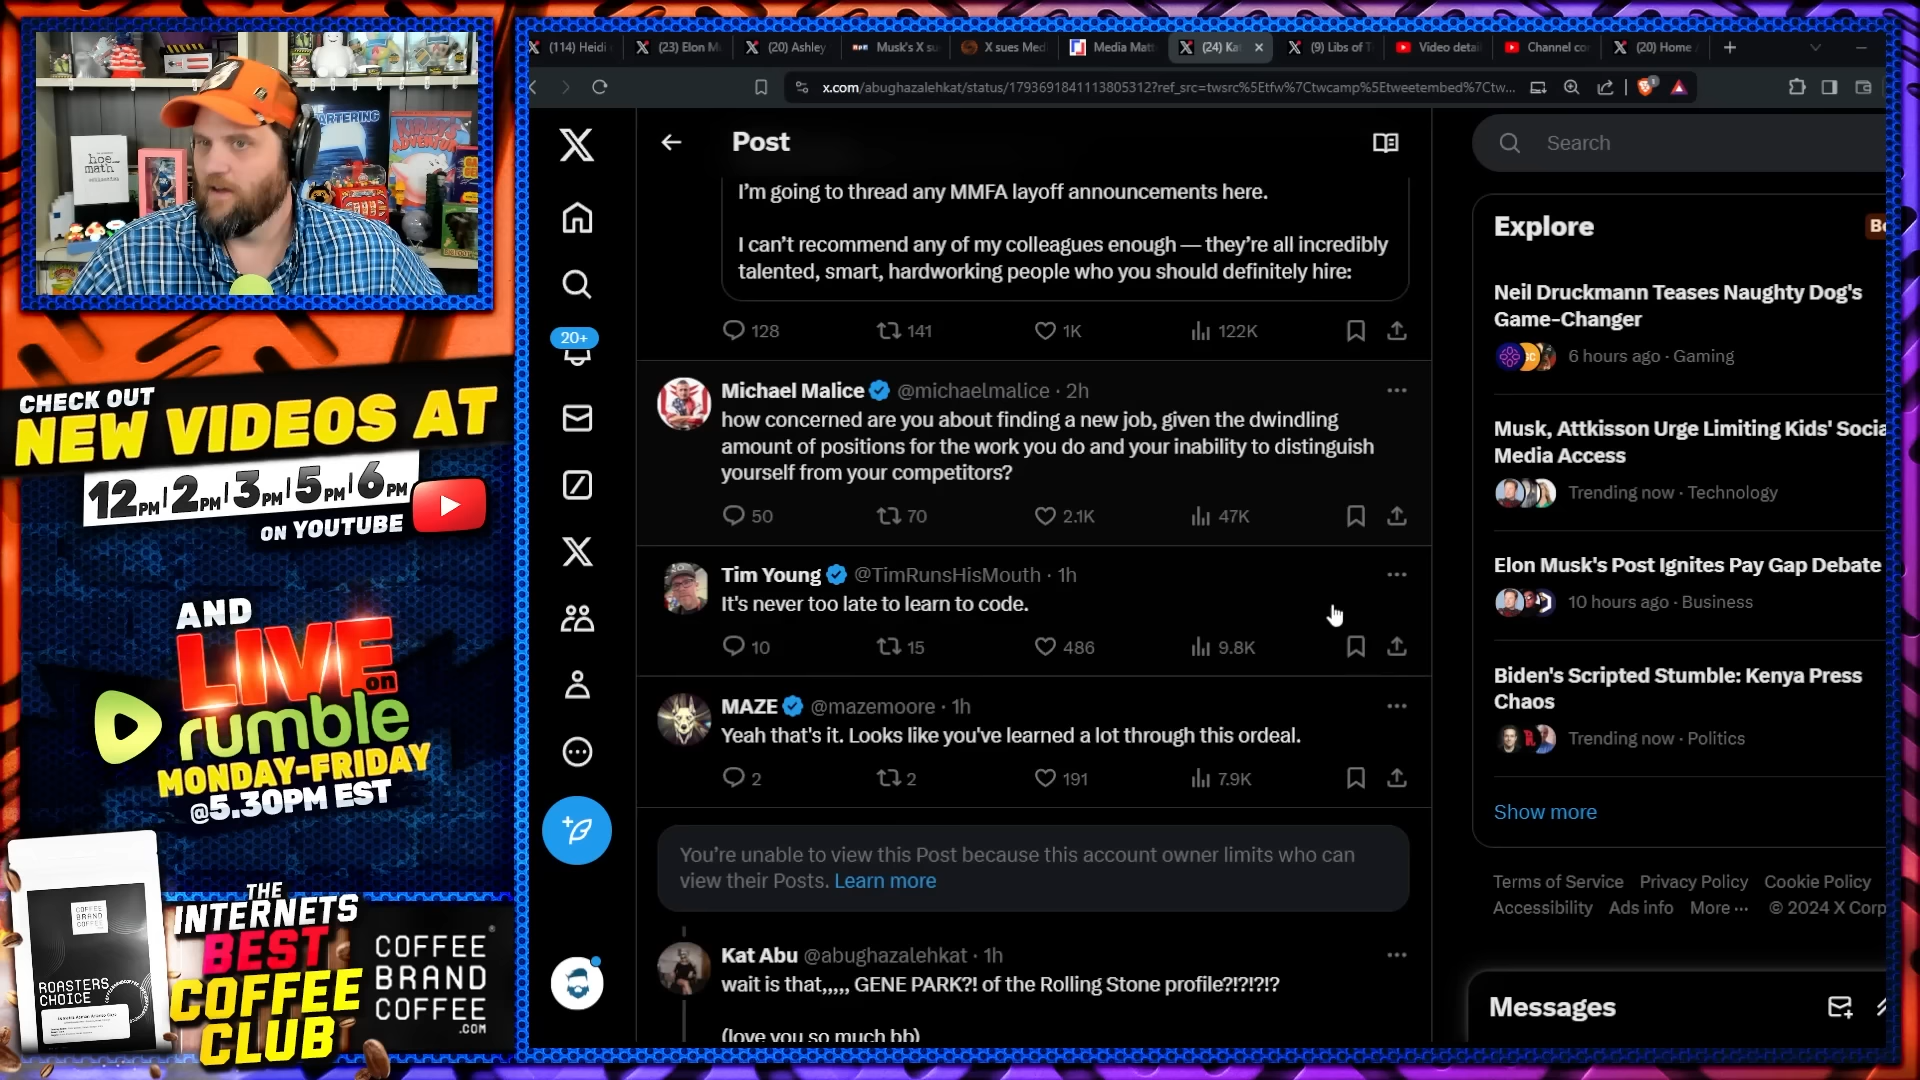 hoe_
math
THE
QUARTERING
KIRBY'S
ADVENTURE
CHECK OUT
NEW VIDEOS AT
12PM | 2PM | 3PM | 5PM | 6PM
ON YOUTUBE
AND
LIVE on
rumble
MONDAY-FRIDAY
@5.30PM EST
COFFEE
BRAND
COFFEE
ROASTERS
CHOICE
THE
INTERNETS
BEST
COFFEE
CLUB
COFFEE
BRAND
COFFEE
.COM
(114) Heidi
(23) Elon M
(20) Ashley
Musk's X su
X sues Med
Media Matt
(24) Kat
(9) Libs of T
Video detai
Channel co
(20) Home /
x.com/abughazalehkat/status/1793691841113805312?ref_src=twsrc%5Etfw%7Ctwcamp%5Etweetembed%7Ctw...
1
Post
Search
20+
I'm going to thread any MMFA layoff announcements here.
I can't recommend any of my colleagues enough — they're all incredibly
talented, smart, hardworking people who you should definitely hire:
128 141 1K 122K
Michael Malice @michaelmalice · 2h
how concerned are you about finding a new job, given the dwindling
amount of positions for the work you do and your inability to distinguish
yourself from your competitors?
50 70 2.1K 47K
Tim Young @TimRunsHisMouth · 1h
It's never too late to learn to code.
10 15 486 9.8K
MAZE @mazemoore · 1h
Yeah that's it. Looks like you've learned a lot through this ordeal.
2 2 191 7.9K
You're unable to view this Post because this account owner limits who can
view their Posts. Learn more
Kat Abu @abughazalehkat · 1h
wait is that,,,,, GENE PARK?! of the Rolling Stone profile?!?!?!?
(love you so much bb)
Explore
Be
Neil Druckmann Teases Naughty Dog's
Game-Changer
6 hours ago · Gaming
Musk, Attkisson Urge Limiting Kids' Socia
Media Access
Trending now · Technology
Elon Musk's Post Ignites Pay Gap Debate
10 hours ago · Business
Biden's Scripted Stumble: Kenya Press
Chaos
Trending now · Politics
Show more
Terms of Service Privacy Policy Cookie Policy
Accessibility Ads info More ··· © 2024 X Corp
Messages